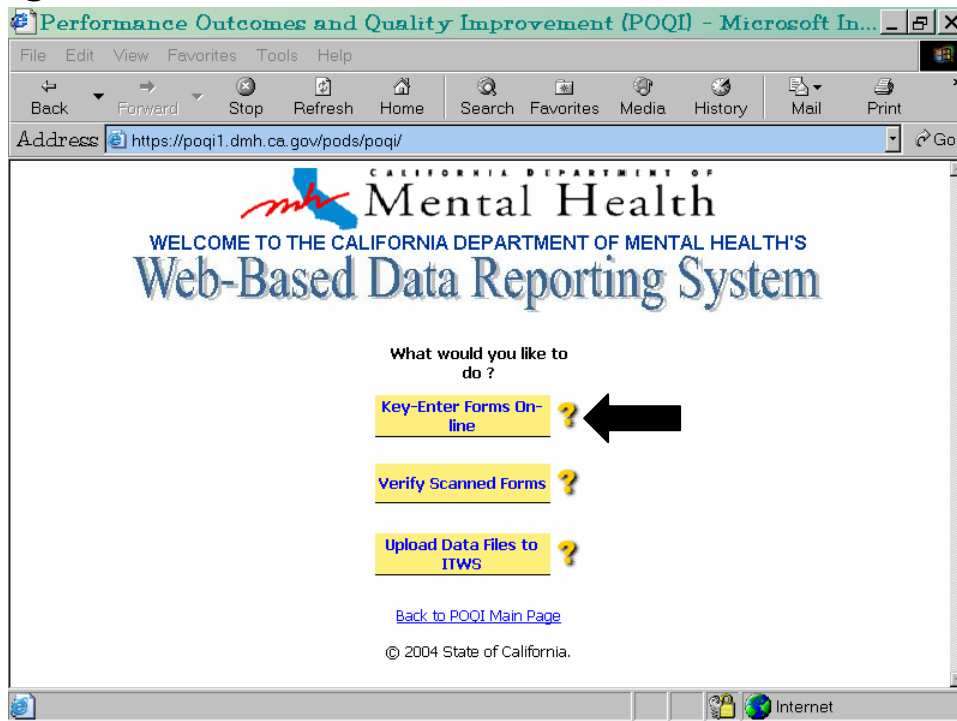 Performance Outcomes and Quality Improvement (POQI) - Microsoft In...
File Edit View Favorites Tools Help
Back Forward Stop Refresh Home Search Favorites Media History Mail Print
Address https://poqi1.dmh.ca.gov/pods/poqi/ Go
CALIFORNIA DEPARTMENT OF
mh Mental Health
WELCOME TO THE CALIFORNIA DEPARTMENT OF MENTAL HEALTH'S
Web-Based Data Reporting System
What would you like to
do ?
Key-Enter Forms On-
line ?
Verify Scanned Forms ?
Upload Data Files to
ITWS ?
Back to POQI Main Page
© 2004 State of California.
Internet